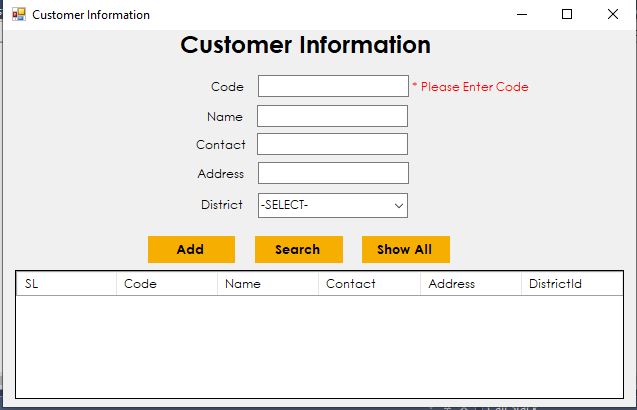 Customer Information
Customer Information
Code * Please Enter Code
Name
Contact
Address
District -SELECT-
Add Search Show All
SL Code Name Contact Address DistrictId